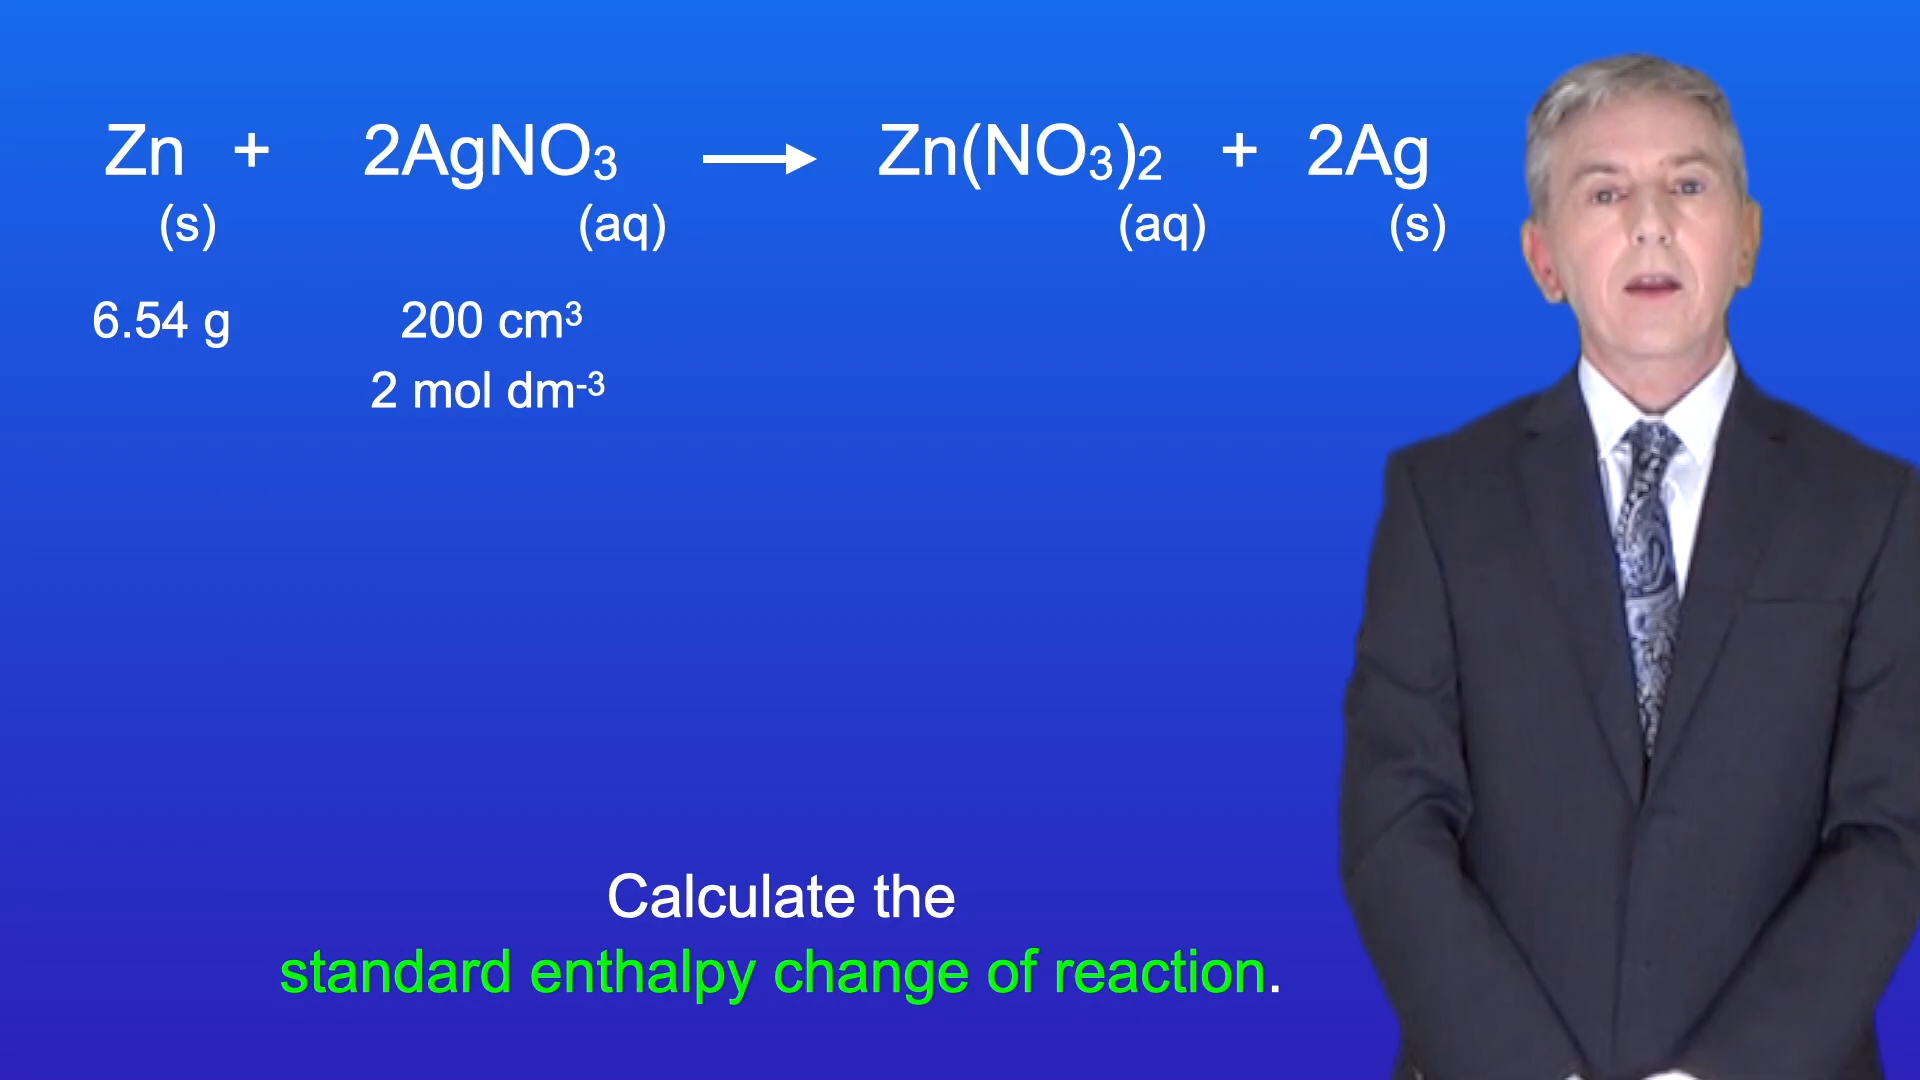 Zn + 2AgNO₃ → Zn(NO₃)₂ + 2Ag
(s) (aq) (aq) (s)
6.54 g 200 cm³
2 mol dm⁻³
Calculate the
standard enthalpy change of reaction.